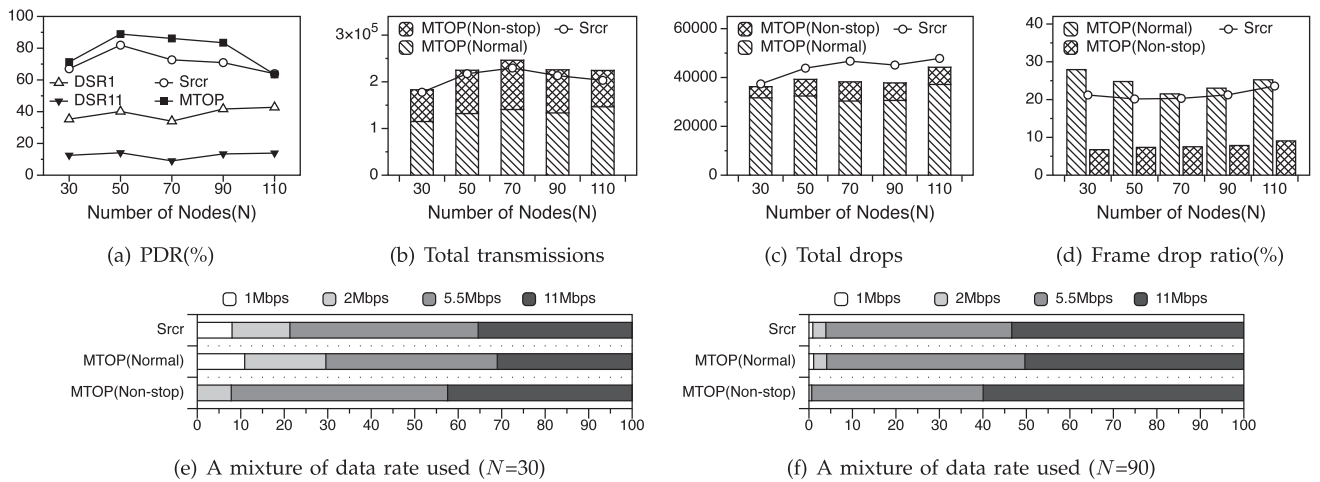 100
80
60
40
20
0
DSR1
Srcr
DSR11
MTOP
30 50 70 90 110
Number of Nodes(N)
(a) PDR(%)
3×10⁵
2
1
0
MTOP(Non-stop)
Srcr
MTOP(Normal)
30 50 70 90 110
Number of Nodes(N)
(b) Total transmissions
60000
40000
20000
0
MTOP(Non-stop)
Srcr
MTOP(Normal)
30 50 70 90 110
Number of Nodes(N)
(c) Total drops
40
30
20
10
0
MTOP(Normal)
Srcr
MTOP(Non-stop)
30 50 70 90 110
Number of Nodes(N)
(d) Frame drop ratio(%)
1Mbps 2Mbps 5.5Mbps 11Mbps
Srcr
MTOP(Normal)
MTOP(Non-stop)
0 10 20 30 40 50 60 70 80 90 100
(e) A mixture of data rate used (N=30)
1Mbps 2Mbps 5.5Mbps 11Mbps
Srcr
MTOP(Normal)
MTOP(Non-stop)
0 10 20 30 40 50 60 70 80 90 100
(f) A mixture of data rate used (N=90)